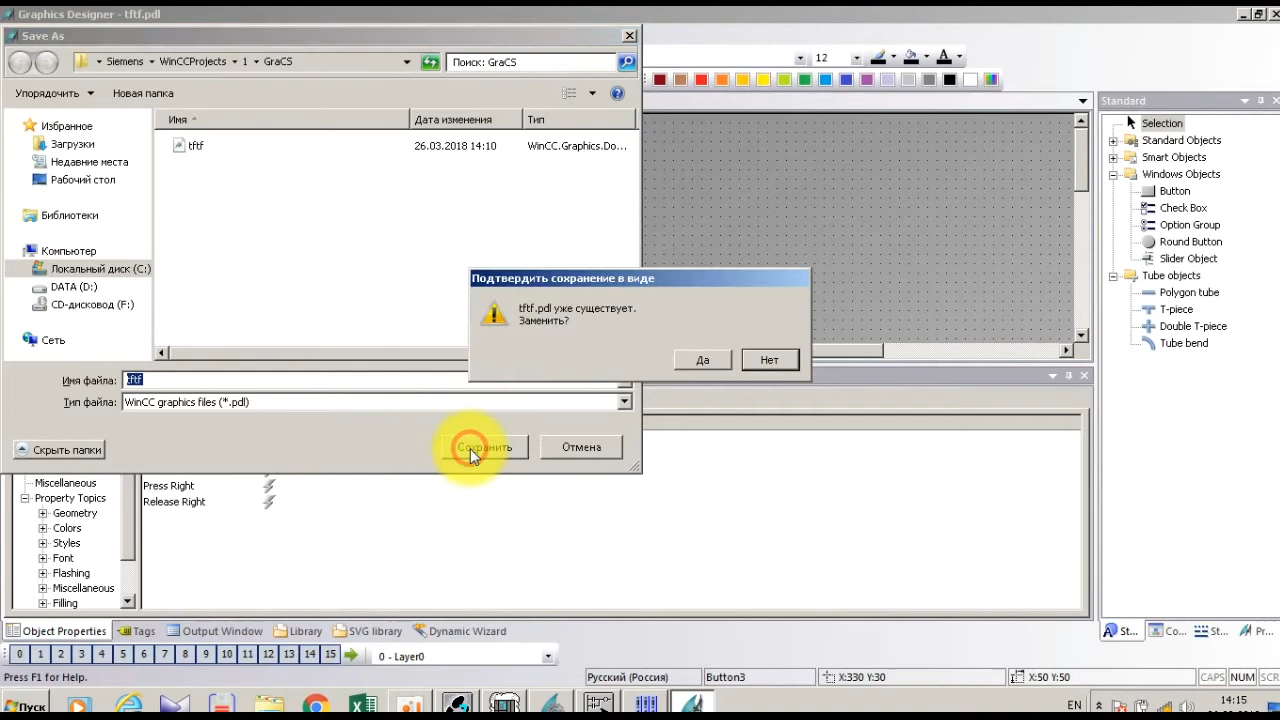 Graphics Designer - tftf.pdl
Save As
Siemens WinCCProjects 1 GraCS
Поиск: GraCS
12
Упорядочить Новая папка
Standard
Имя Дата изменения Тип
tftf 26.03.2018 14:10 WinCC.Graphics.Do...
Избранное
Загрузки
Недавние места
Рабочий стол
Библиотеки
Компьютер
Локальный диск (C:)
DATA (D:)
CD-дисковод (F:)
Сеть
Selection
Standard Objects
Smart Objects
Windows Objects
Button
Check Box
Option Group
Round Button
Slider Object
Tube objects
Polygon tube
T-piece
Double T-piece
Tube bend
Подтвердить сохранение в виде
tftf.pdl уже существует.
Заменить?
Да Нет
Имя файла: tftf
Тип файла: WinCC graphics files (*.pdl)
Скрыть папки Сохранить Отмена
Miscellaneous
Property Topics
Geometry
Colors
Styles
Font
Flashing
Miscellaneous
Filling
Press Right
Release Right
Object Properties Tags Output Window Library SVG library Dynamic Wizard
St... Co... St... Pr...
0 1 2 3 4 5 6 7 8 9 10 11 12 13 14 15 0 - Layer0
Press F1 for Help. Русский (Россия) Button3 X:330 Y:30 X:50 Y:50 CAPS NUM SCR
Пуск EN 14:15